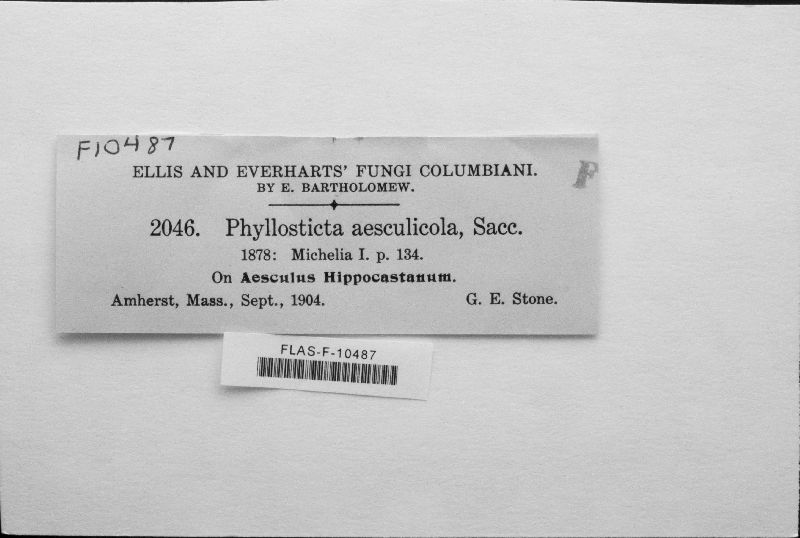 F10487
F
ELLIS AND EVERHARTS' FUNGI COLUMBIANI.
BY E. BARTHOLOMEW.
2046. Phyllosticta aesculicola, Sacc.
1878: Michelia I. p. 134.
On Aesculus Hippocastanum.
Amherst, Mass., Sept., 1904. G. E. Stone.
FLAS-F-10487